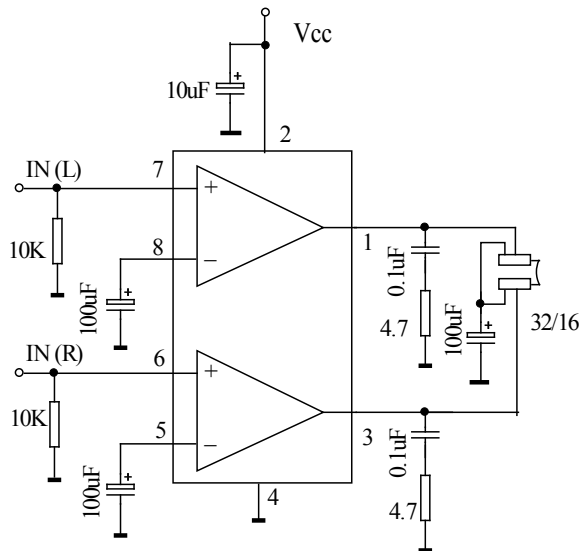 Vcc
10uF
+
2
IN (L)
7
+
10K
8
−
1
100uF
+
0.1uF
4.7
100uF
+
32/16
IN (R)
6
+
10K
5
−
3
100uF
+
4
0.1uF
4.7